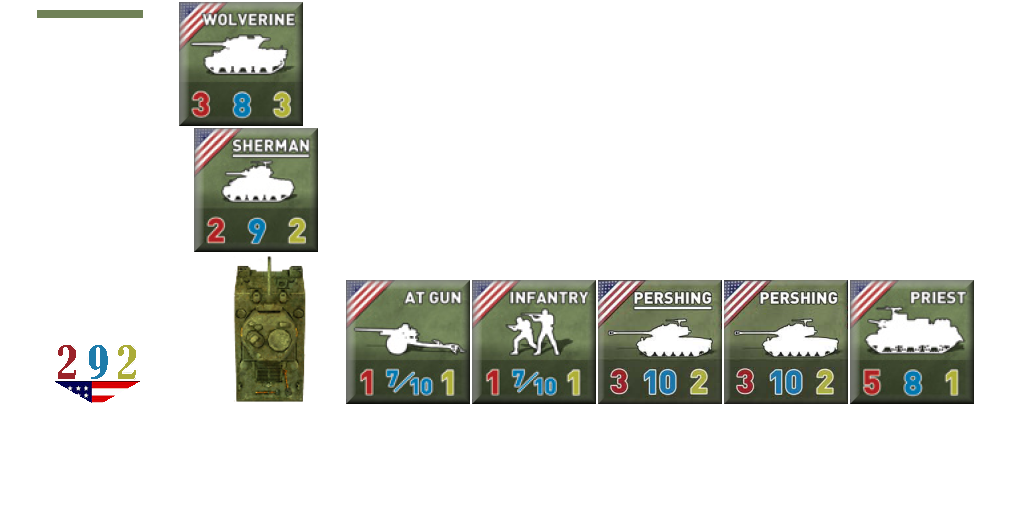 WOLVERINE
3 8 3
SHERMAN
2 9 2
2 9 2
AT GUN
1 7/10 1
INFANTRY
1 7/10 1
PERSHING
3 10 2
PERSHING
3 10 2
PRIEST
5 8 1